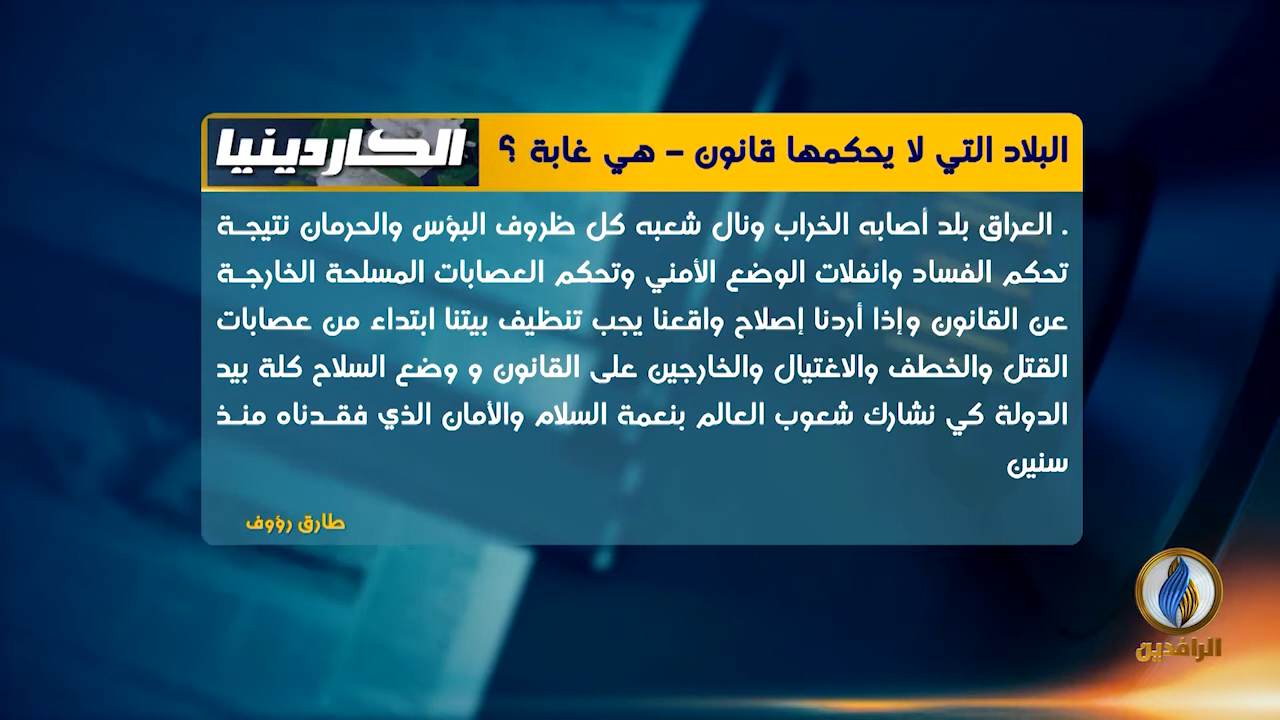 البلاد التي لا يحكمها قانون – هي غابة ؟
الكاردينيا
. العراق بلد أصابه الخراب ونال شعبه كل ظروف البؤس والحرمان نتيجة
تحكم الفساد وانفلات الوضع الأمني وتحكم العصابات المسلحة الخارجة
عن القانون وإذا أردنا إصلاح واقعنا يجب تنظيف بيتنا ابتداء من عصابات
القتل والخطف والاغتيال والخارجين على القانون و وضع السلاح كلة بيد
الدولة كي نشارك شعوب العالم بنعمة السلام والأمان الذي فقدناه منذ
سنين
طارق رؤوف
الرافدين